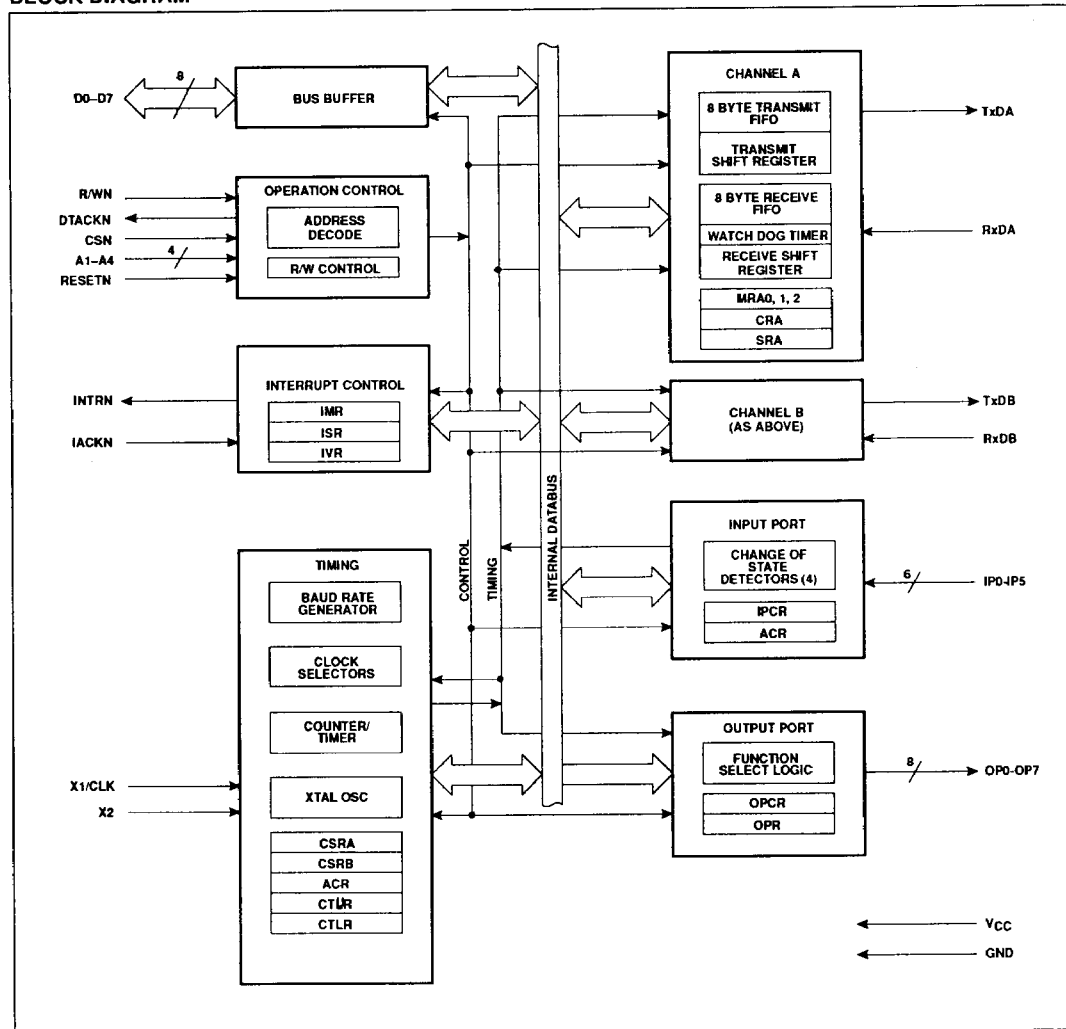 BLOCK DIAGRAM
D0–D7
8
BUS BUFFER
R/WN
DTACKN
CSN
A1–A4
4
RESETN
OPERATION CONTROL
ADDRESS
DECODE
R/W CONTROL
INTRN
IACKN
INTERRUPT CONTROL
IMR
ISR
IVR
TIMING
BAUD RATE
GENERATOR
CLOCK
SELECTORS
COUNTER/
TIMER
X1/CLK
X2
XTAL OSC
CSRA
CSRB
ACR
CTUR
CTLR
CONTROL
TIMING
INTERNAL DATABUS
CHANNEL A
8 BYTE TRANSMIT
FIFO
TRANSMIT
SHIFT REGISTER
8 BYTE RECEIVE
FIFO
WATCH DOG TIMER
RECEIVE SHIFT
REGISTER
MRA0, 1, 2
CRA
SRA
TxDA
RxDA
CHANNEL B
(AS ABOVE)
TxDB
RxDB
INPUT PORT
CHANGE OF
STATE
DETECTORS (4)
IPCR
ACR
6
IP0-IP5
OUTPUT PORT
FUNCTION
SELECT LOGIC
OPCR
OPR
8
OP0-OP7
VCC
GND